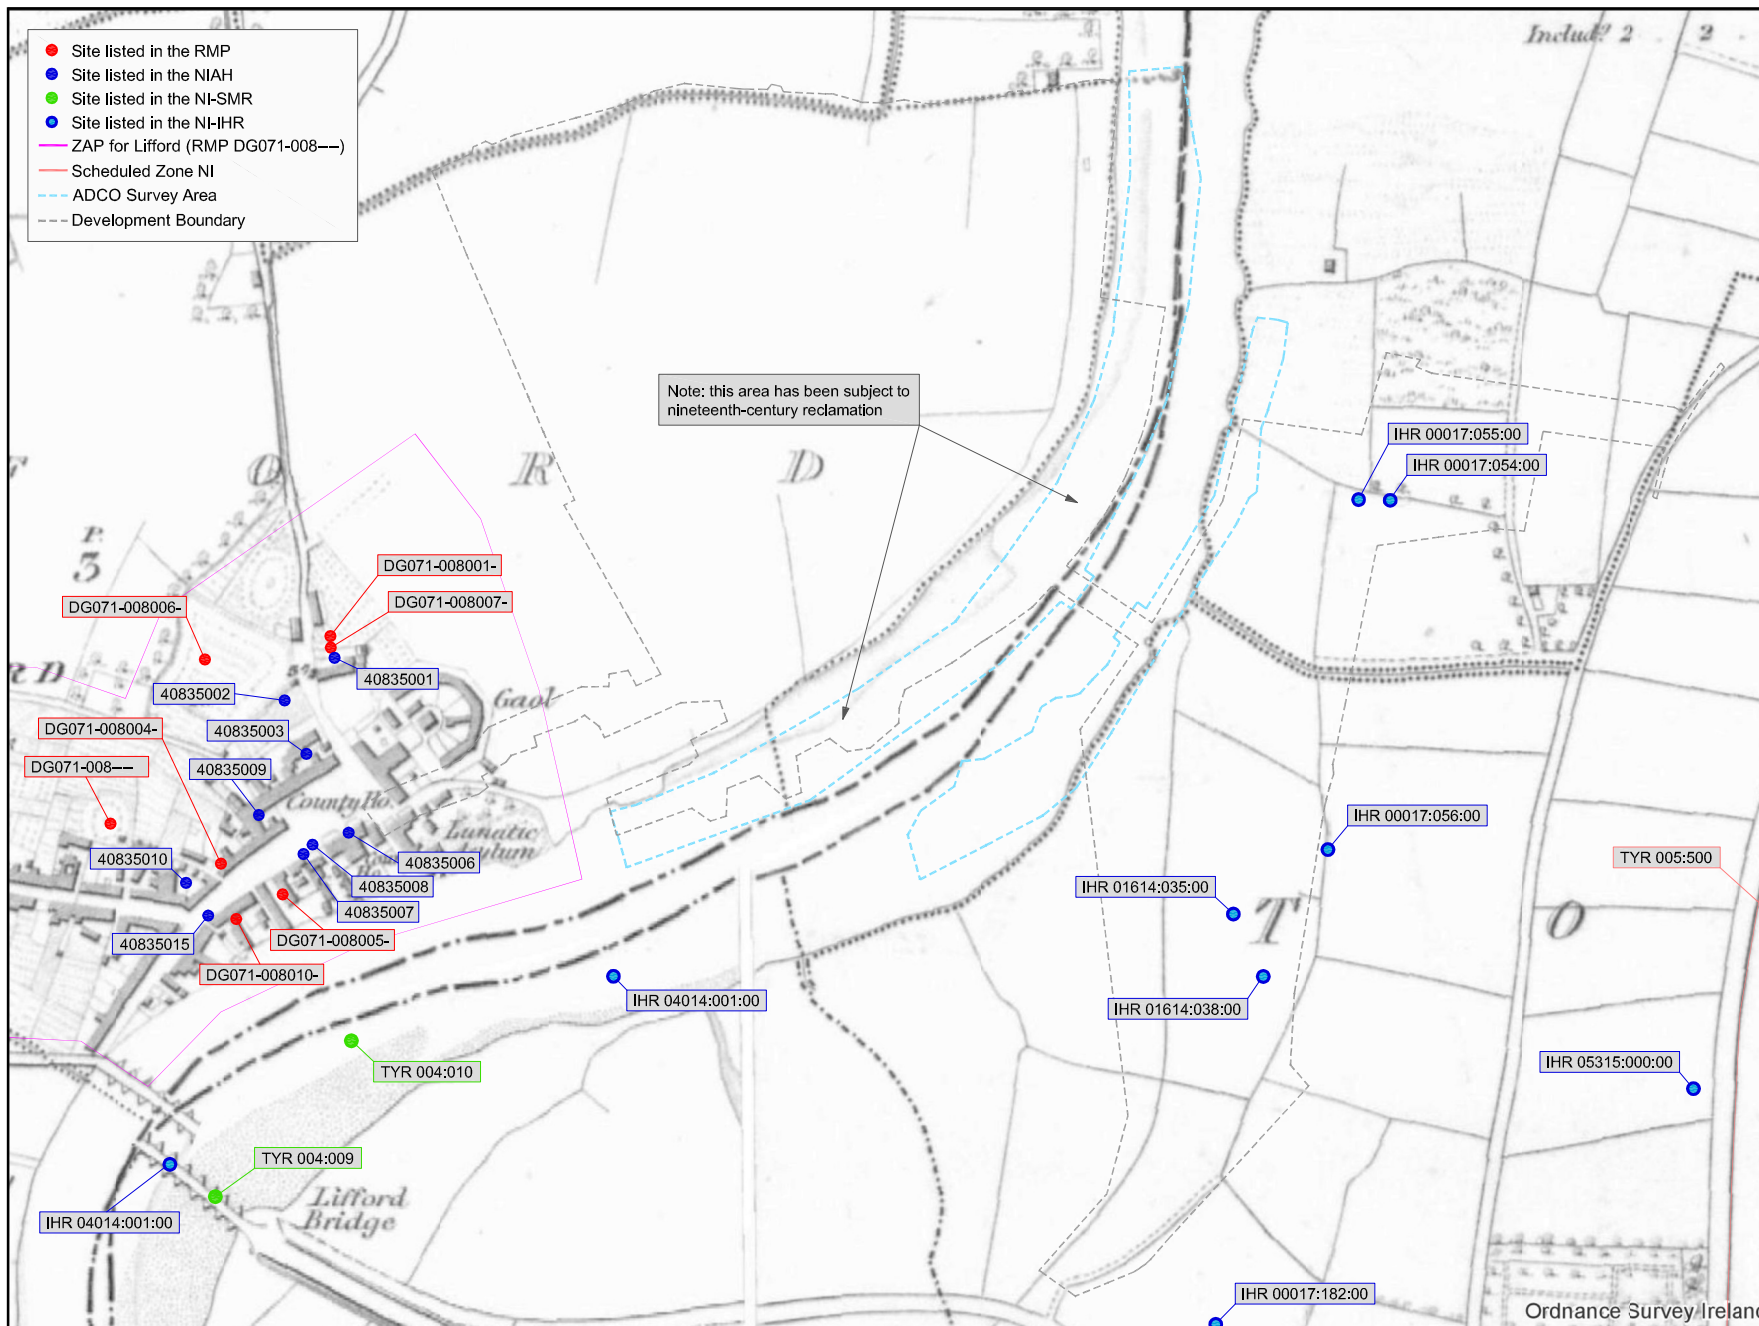 Site listed in the RMP
Site listed in the NIAH
Site listed in the NI-SMR
Site listed in the NI-IHR
ZAP for Lifford (RMP DG071-008----)
Scheduled Zone NI
ADCO Survey Area
Development Boundary
Includg. 2 2
Note: this area has been subject to
nineteenth-century reclamation
IHR 00017:055:00
IHR 00017:054:00
O R D
P.
3
DG071-008001-
DG071-008007-
DG071-008006-
40835001
40835002
Gaol
DG071-008004-
40835003
DG071-008----
40835009
County Ho.
Lunatic
40835010
40835006
40835008
40835007
40835015
DG071-008005-
DG071-008010-
IHR 00017:056:00
TYR 005:500
IHR 01614:035:00
T O
IHR 04014:001:00
IHR 01614:038:00
TYR 004:010
IHR 05315:000:00
TYR 004:009
Lifford
Bridge
IHR 04014:001:00
IHR 00017:182:00
Ordnance Survey Ireland